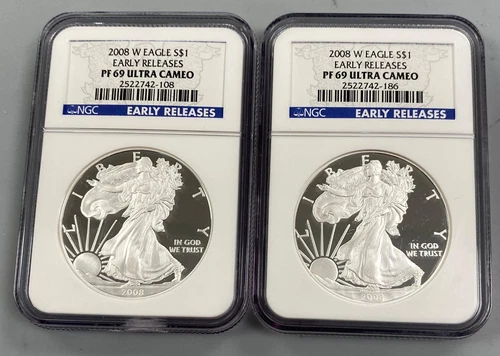 2008 W EAGLE S$1
EARLY RELEASES
PF 69 ULTRA CAMEO
2522742-108
NGC EARLY RELEASES
LIBERTY
IN GOD
WE TRUST
2008
2008 W EAGLE S$1
EARLY RELEASES
PF 69 ULTRA CAMEO
2522742-186
NGC EARLY RELEASES
LIBERTY
IN GOD
WE TRUST
2008